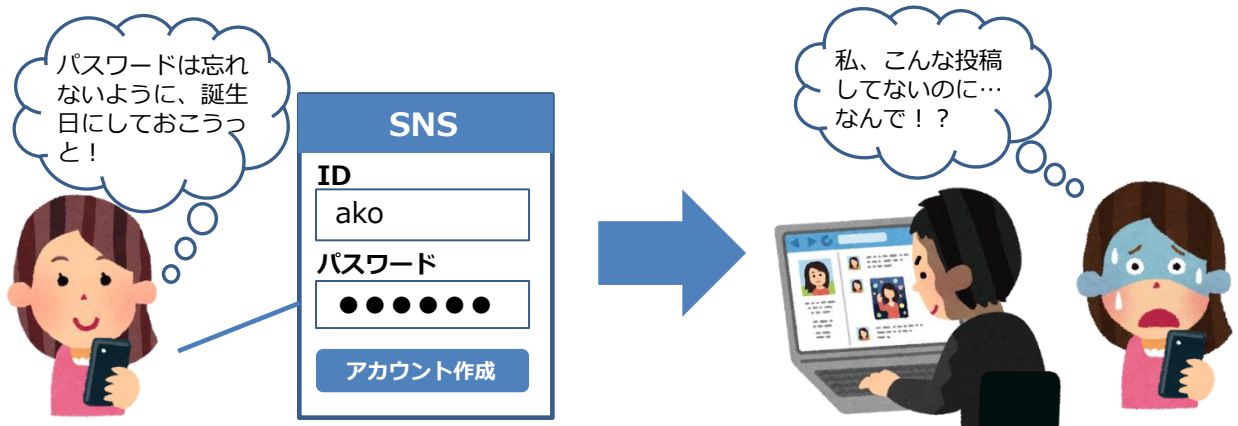 パスワードは忘れ
ないように、誕生
日にしておこうっ
と！
SNS
ID
ako
パスワード
●●●●●●
アカウント作成
私、こんな投稿
してないのに…
なんで！？